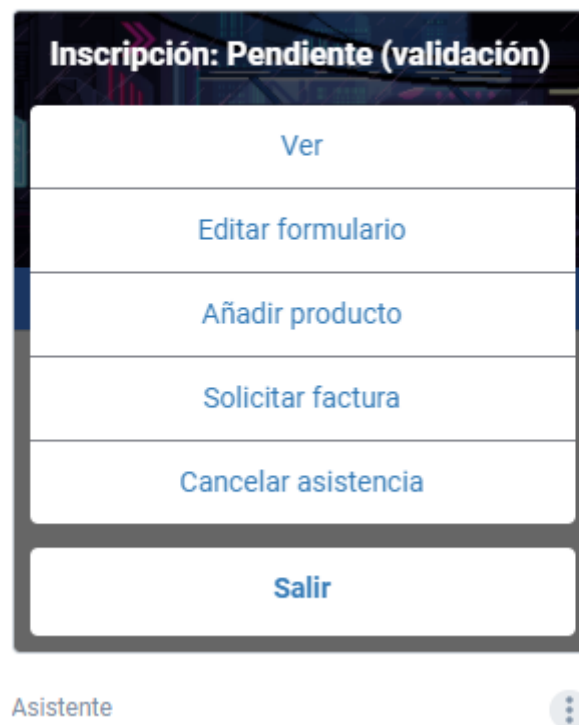 Inscripción: Pendiente (validación)
Ver
Editar formulario
Añadir producto
Solicitar factura
Cancelar asistencia
Salir
Asistente